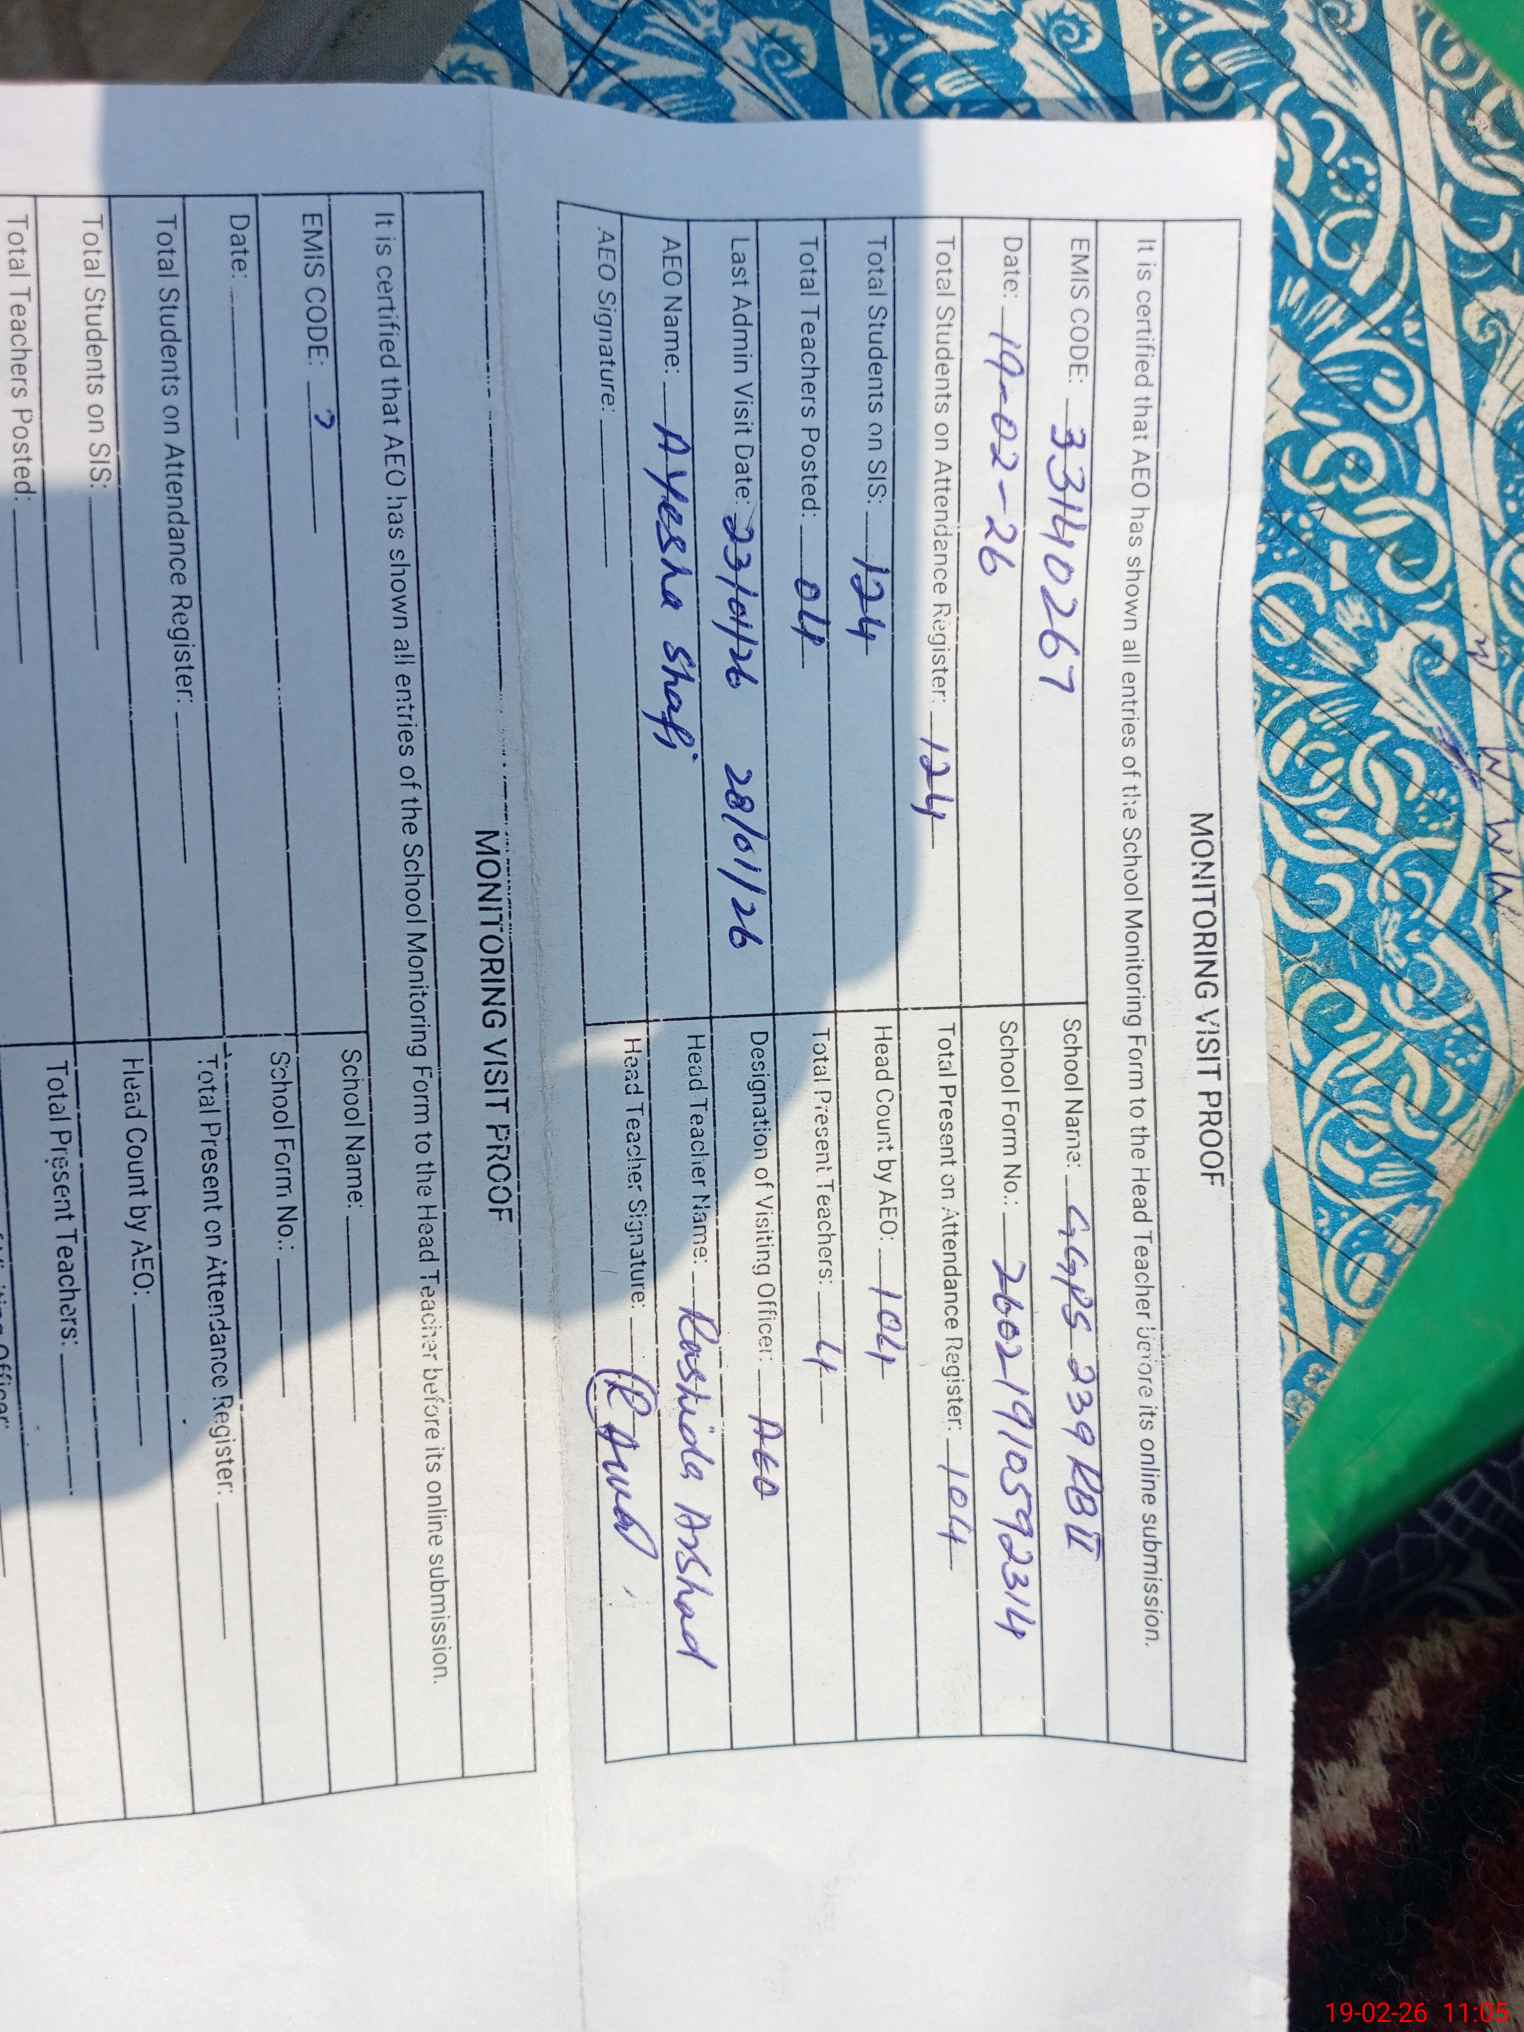 MONITORING VISIT PROOF
It is certified that AEO has shown all entries of the School Monitoring Form to the Head Teacher before its online submission.
EMIS CODE: 33140267 School Name: GGPS 239 RB II
Date: 19-02-26 School Form No.: 2602-1910592314
Total Students on Attendance Register: 124 Total Present on Attendance Register: 104
Total Students on SIS: 124 Head Count by AEO: 104
Total Teachers Posted: 04 Total Present Teachers: 4
Last Admin Visit Date: 23/01/26 28/01/26 Designation of Visiting Officer: AEO
AEO Name: Ayesha Shafi Head Teacher Name: Rashida Arshad
AEO Signature: Head Teacher Signature:
MONITORING VISIT PROOF
It is certified that AEO has shown all entries of the School Monitoring Form to the Head Teacher before its online submission.
EMIS CODE: School Name:
Date: School Form No.:
Total Students on Attendance Register: Total Present on Attendance Register:
Total Students on SIS: Head Count by AEO:
Total Teachers Posted: Total Present Teachers:
19-02-26 11:05